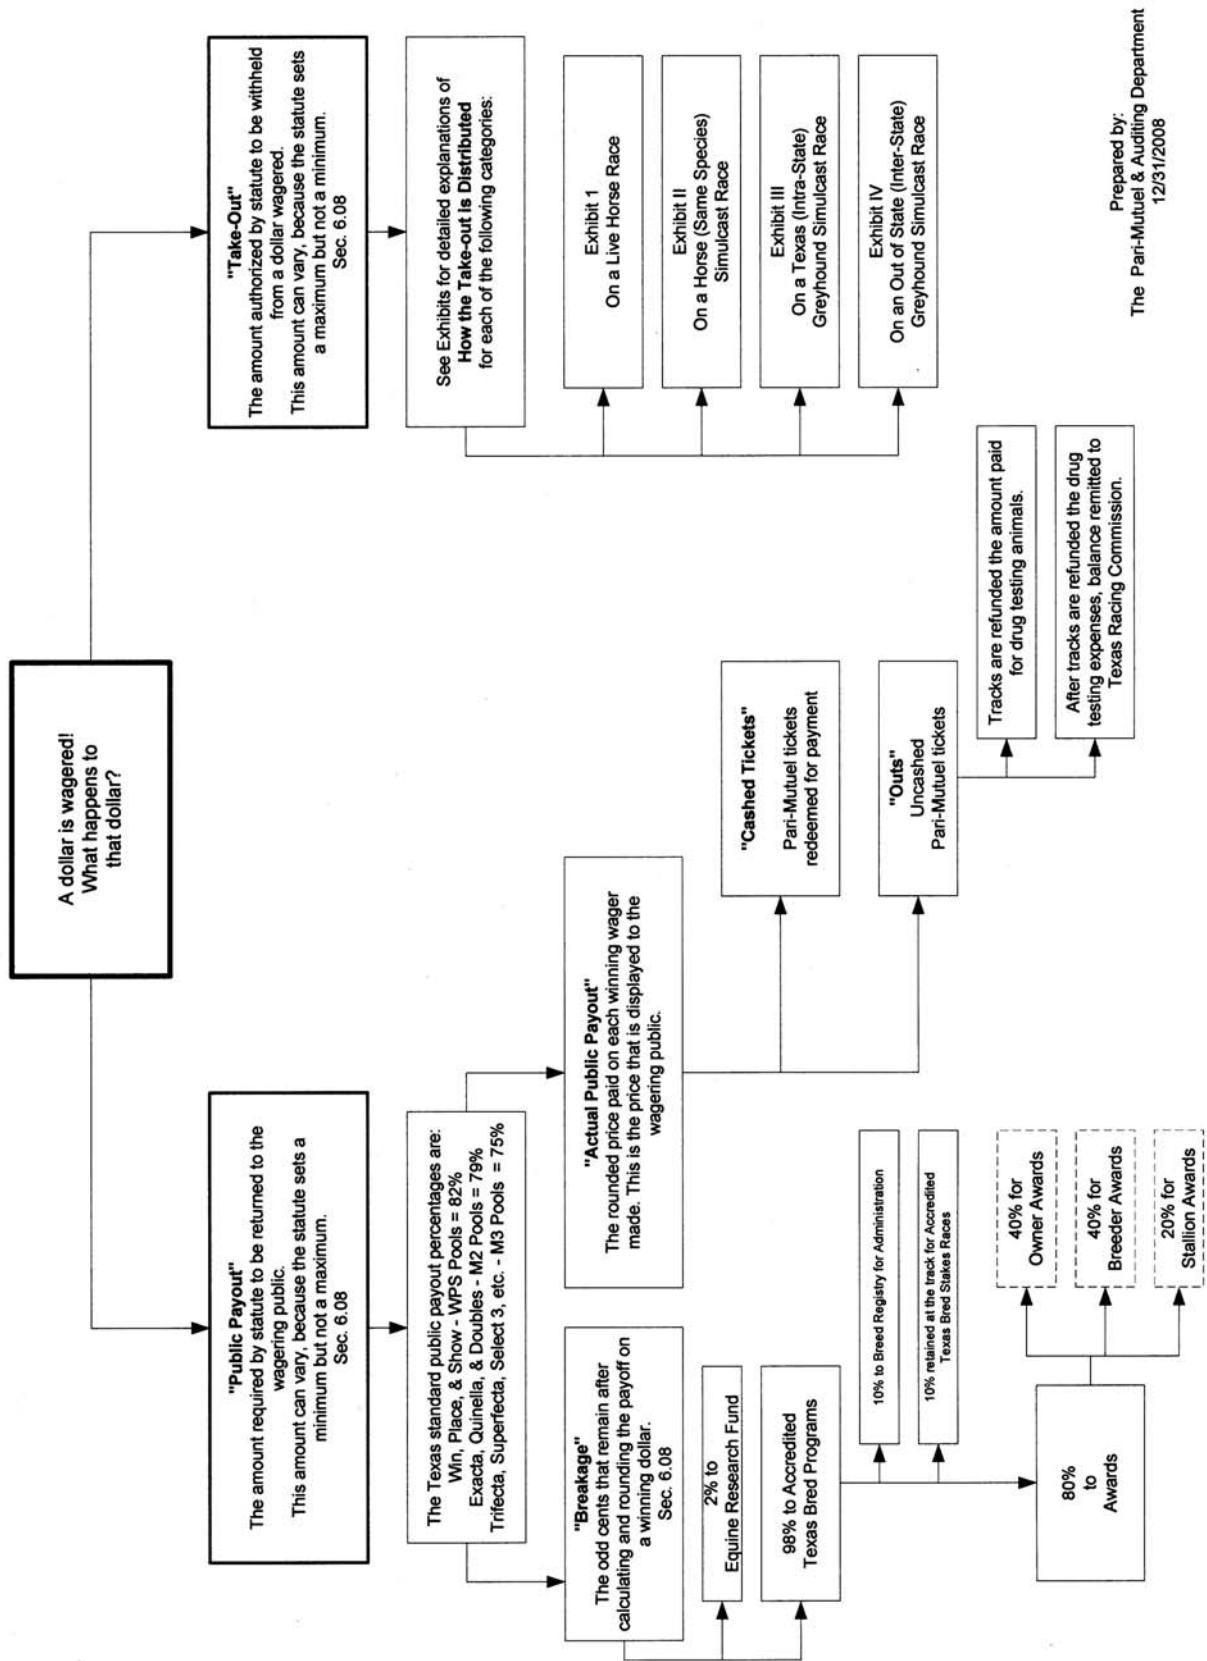 A dollar is wagered!
What happens to
that dollar?
"Public Payout"
The amount required by statute to be returned to the
wagering public.
This amount can vary, because the statute sets a
minimum but not a maximum.
Sec. 6.08
"Take-Out"
The amount authorized by statute to be withheld
from a dollar wagered.
This amount can vary, because the statute sets
a maximum but not a minimum.
Sec. 6.08
The Texas standard public payout percentages are:
Win, Place, & Show - WPS Pools = 82%
Exacta, Quinella, & Doubles - M2 Pools = 79%
Trifecta, Superfecta, Select 3, etc. - M3 Pools = 75%
See Exhibits for detailed explanations of
How the Take-out is Distributed
for each of the following categories:
"Breakage"
The odd cents that remain after
calculating and rounding the payoff on
a winning dollar.
Sec. 6.08
"Actual Public Payout"
The rounded price paid on each winning wager
made. This is the price that is displayed to the
wagering public.
Exhibit 1
On a Live Horse Race
Exhibit II
On a Horse (Same Species)
Simulcast Race
Exhibit III
On a Texas (Intra-State)
Greyhound Simulcast Race
Exhibit IV
On an Out of State (Inter-State)
Greyhound Simulcast Race
2% to
Equine Research Fund
98% to Accredited
Texas Bred Programs
"Cashed Tickets"
Pari-Mutuel tickets
redeemed for payment
"Outs"
Uncashed
Pari-Mutuel tickets
10% to Breed Registry for Administration
10% retained at the track for Accredited
Texas Bred Stakes Races
80%
to
Awards
40% for
Owner Awards
40% for
Breeder Awards
20% for
Stallion Awards
Tracks are refunded the amount paid
for drug testing animals.
After tracks are refunded the drug
testing expenses, balance remitted to
Texas Racing Commission.
Prepared by:
The Pari-Mutuel & Auditing Department
12/31/2008